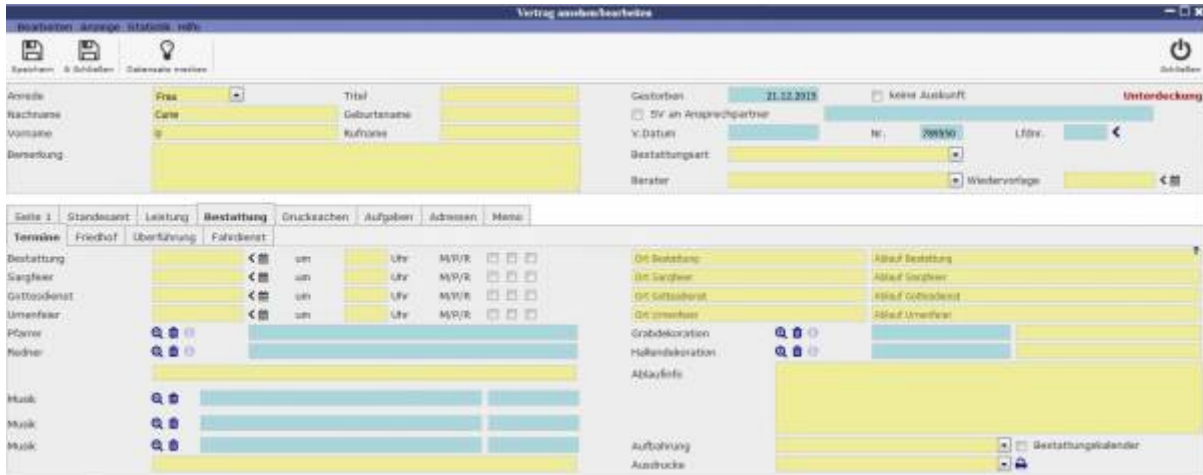 Vertrag ansehen/bearbeiten
Bearbeiten Anzeige Statistik Hilfe
Speichern & Schließen Datensatz merken Schließen
Anrede Frau Titel Gestorben 21.12.2015 keine Auskunft Unterdeckung
Nachname Geburtsname SV an Ansprechpartner
Vorname Rufname V.Datum Nr. Lfdnr.
Bemerkung Bestattungsart
Berater Wiedervorlage
Seite 1 Standesamt Leistung Bestattung Drucksachen Aufgaben Adressen Memo
Termine Friedhof Überführung Fahrdienst
Bestattung um Uhr M/P/R Ort Bestattung Ablauf Bestattung
Sargfeier um Uhr M/P/R Ort Sargfeier Ablauf Sargfeier
Gottesdienst um Uhr M/P/R Ort Gottesdienst Ablauf Gottesdienst
Urnenfeier um Uhr M/P/R Ort Urnenfeier Ablauf Urnenfeier
Pfarrer Grabdekoration
Redner Hallendekoration
Ablaufinfo
Musik
Musik
Musik Aufbahrung Bestattungskalender
Ausdrucke